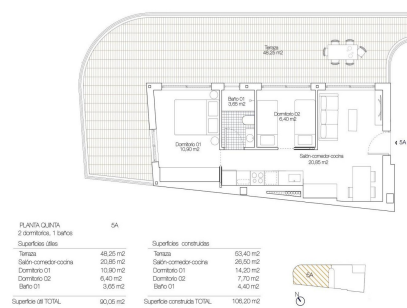 Terraza
48,25 m2
Baño 01
3,65 m2
Dormitorio 02
6,40 m2
Dormitorio 01
10,90 m2
Salón-comedor-cocina
20,85 m2
5A
PLANTA QUINTA 5A
2 dormitorios, 1 baños
Superficies útiles
Terraza 48,25 m2
Salón-comedor-cocina 20,85 m2
Dormitorio 01 10,90 m2
Dormitorio 02 6,40 m2
Baño 01 3,65 m2
Superficie útil TOTAL 90,05 m2
Superficies construidas
Terraza 53,40 m2
Salón-comedor-cocina 26,50 m2
Dormitorio 01 14,20 m2
Dormitorio 02 7,70 m2
Baño 01 4,40 m2
Superficie construida TOTAL 106,20 m2
5A
N